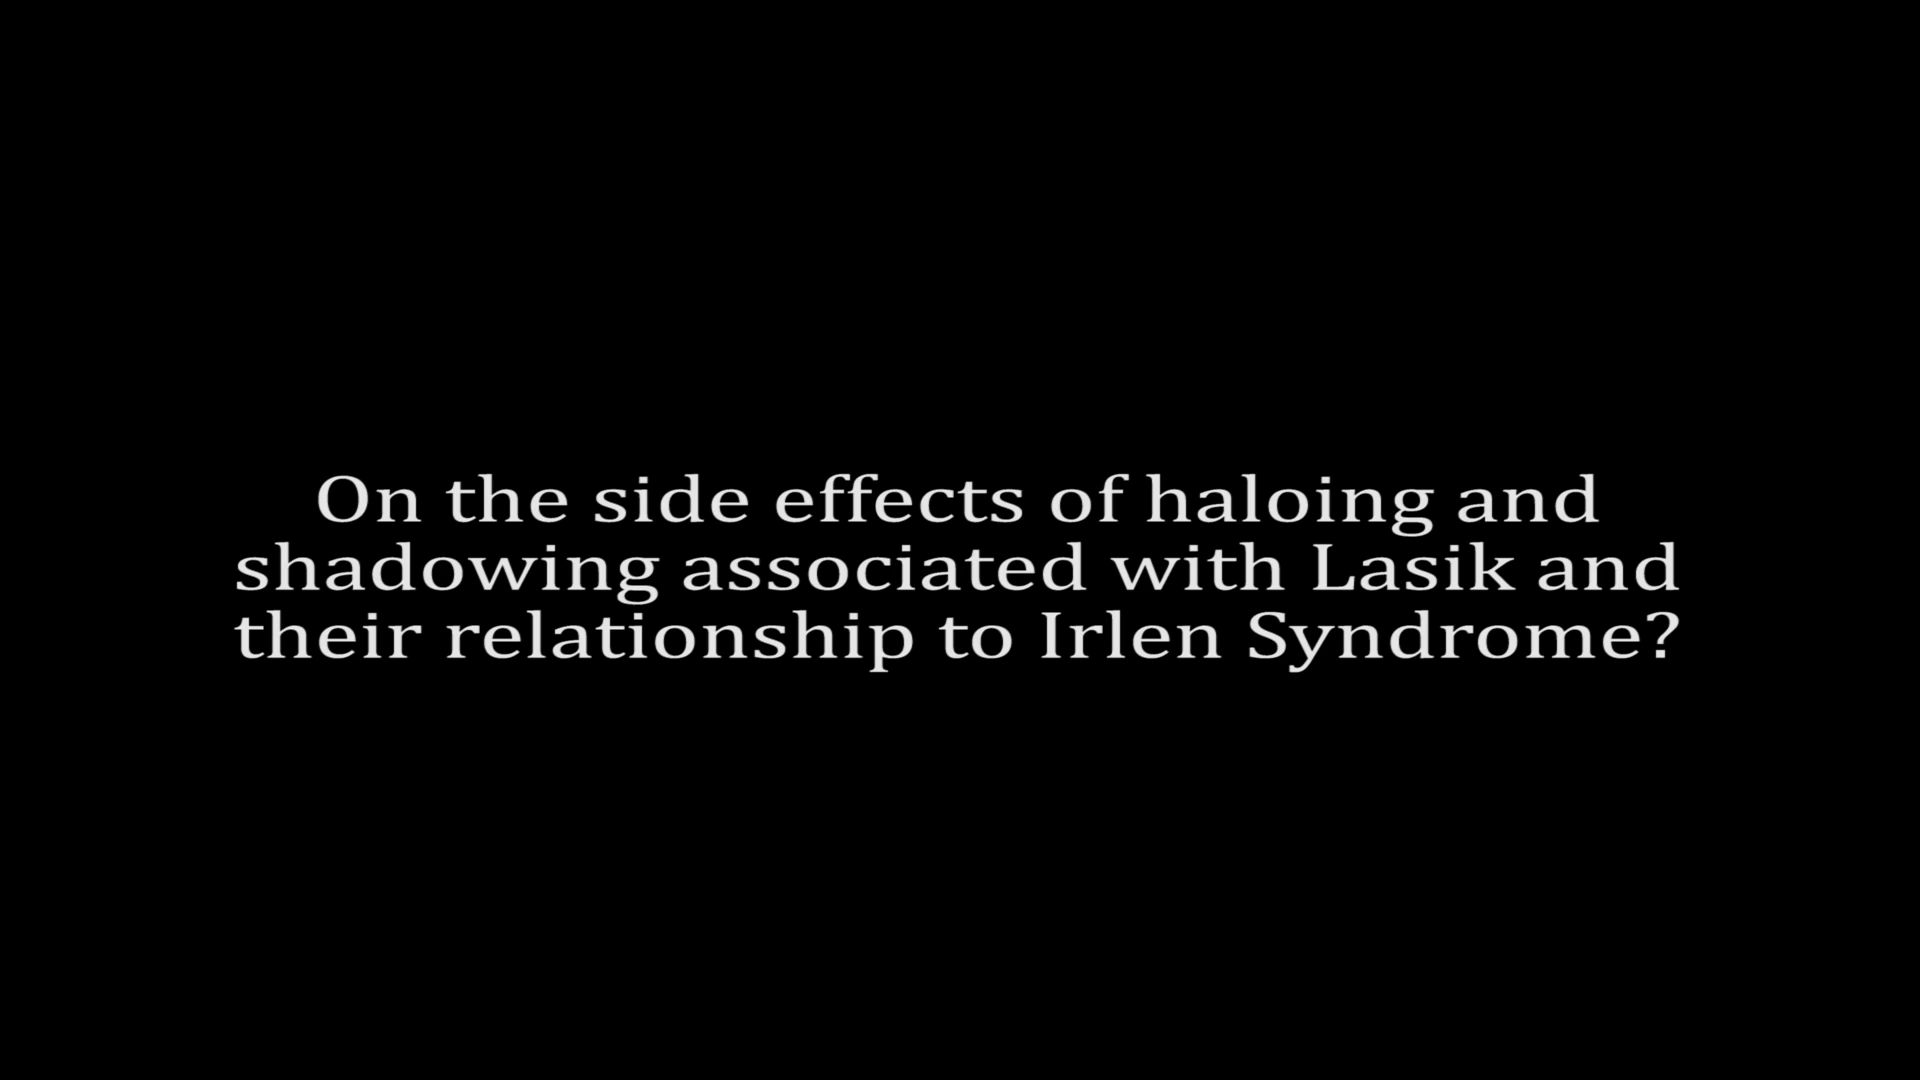 On the side effects of haloing and
shadowing associated with Lasik and
their relationship to Irlen Syndrome?